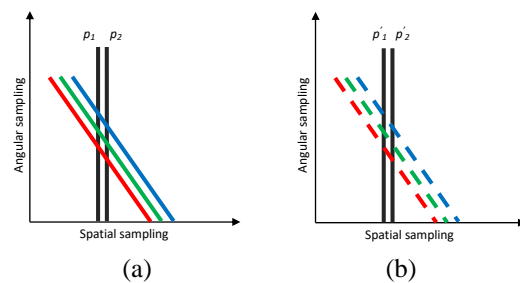 p1 p2
Angular sampling
Spatial sampling
(a)
p´1 p´2
Angular sampling
Spatial sampling
(b)